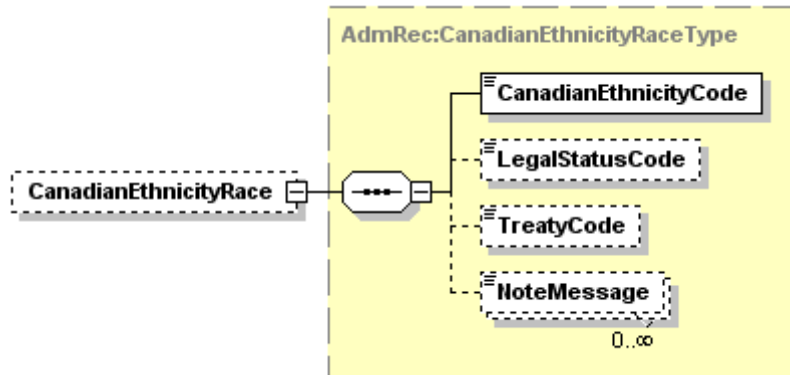 AdmRec:CanadianEthnicityRaceType
CanadianEthnicityCode
LegalStatusCode
CanadianEthnicityRace
TreatyCode
NoteMessage
0..∞